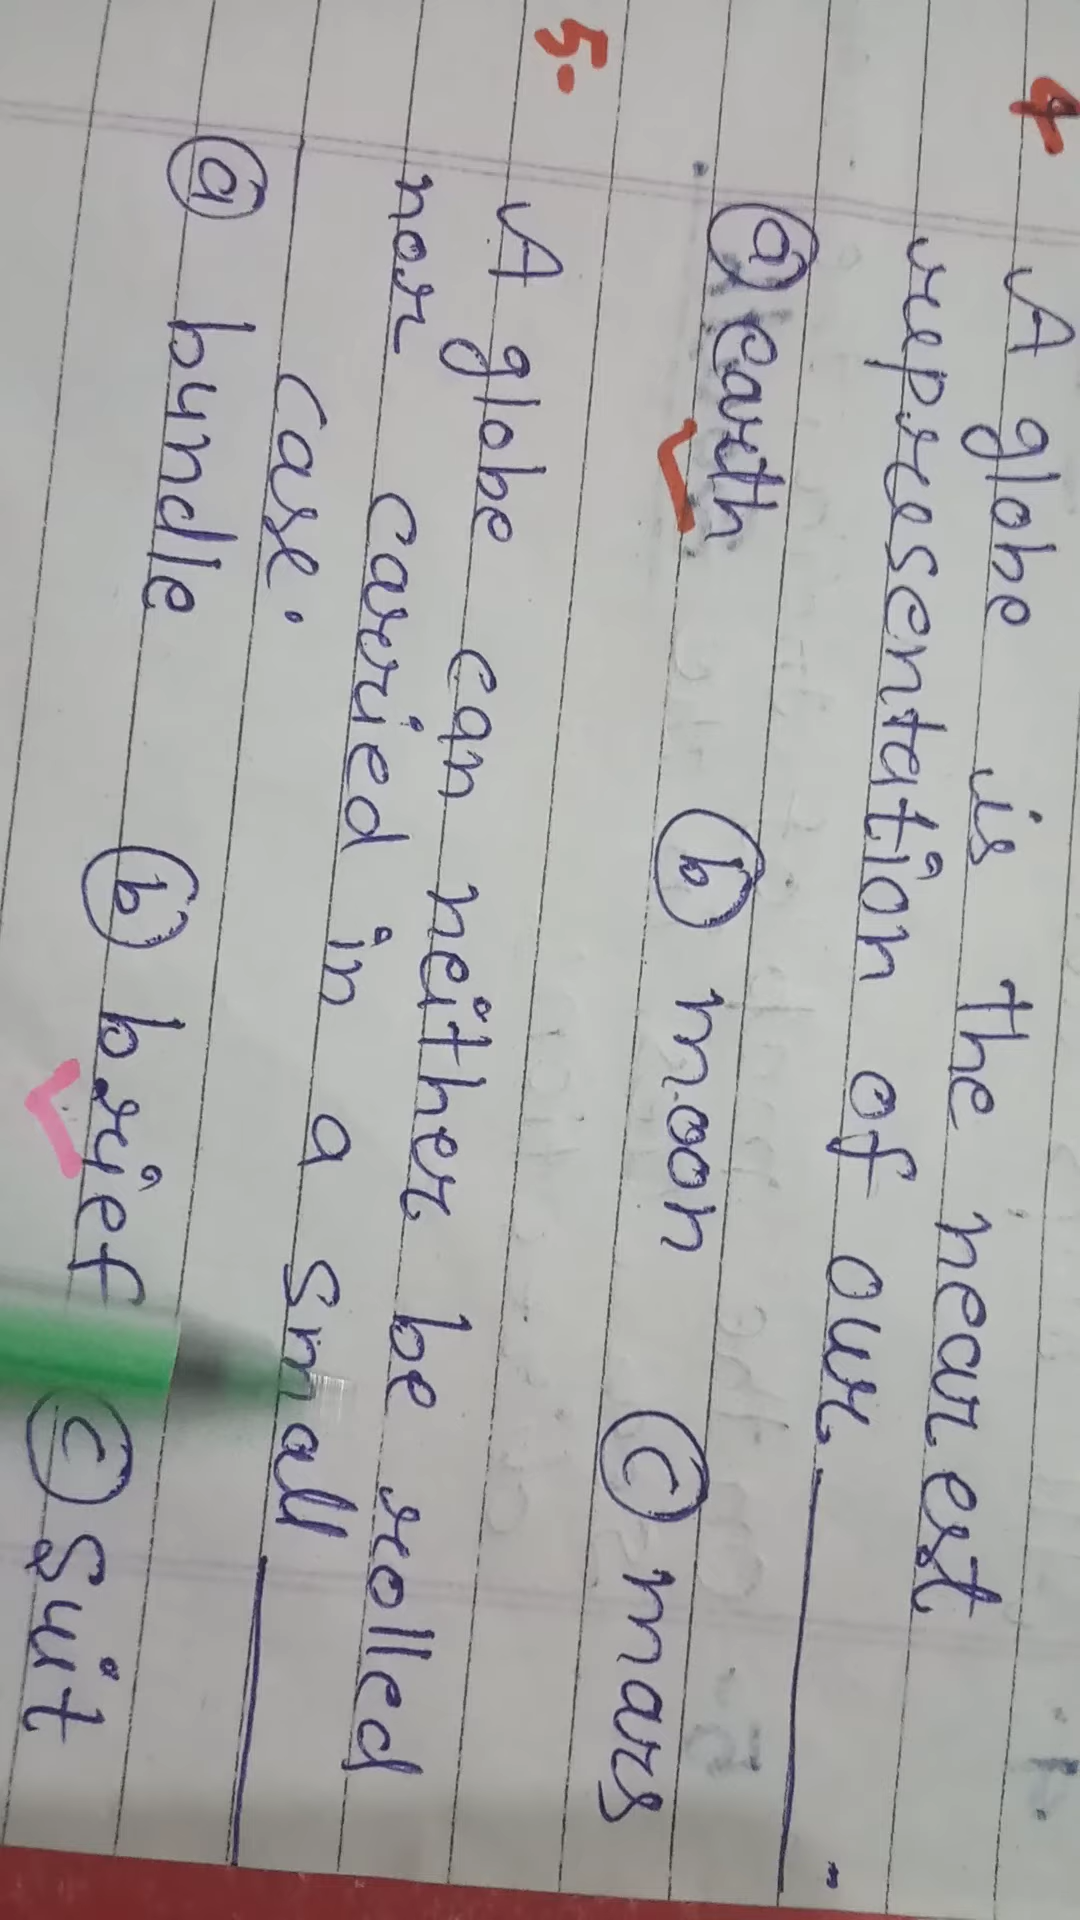 4 A globe is the nearest
representation of our ______.
(a) earth (b) moon (c) mars
5. A globe can neither be rolled
nor carried in a small ______
case.
(a) bundle (b) brief (c) Suit